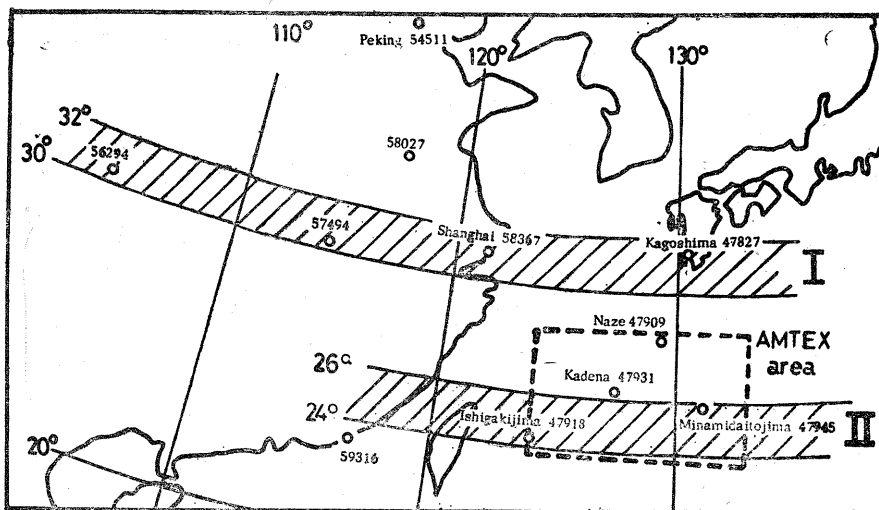 110°
Peking 54511
120°
130°
32°
30°
56294
58027
57494
Shanghai 58367
Kagoshima 47827
I
Naze 47909
AMTEX
area
26°
Kadena 47931
24°
Ishigakijima 47918
Minamidaitojima 47945
II
20°
59316